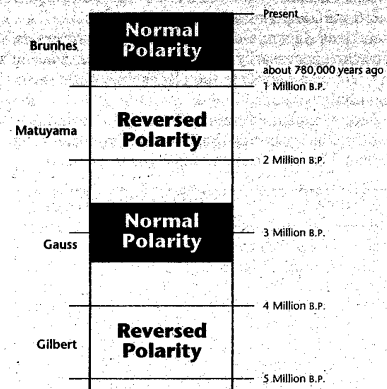 Present
Brunhes
Normal
Polarity
about 780,000 years ago
1 Million B.P.
Matuyama
Reversed
Polarity
2 Million B.P.
Gauss
Normal
Polarity
3 Million B.P.
4 Million B.P.
Gilbert
Reversed
Polarity
5 Million B.P.